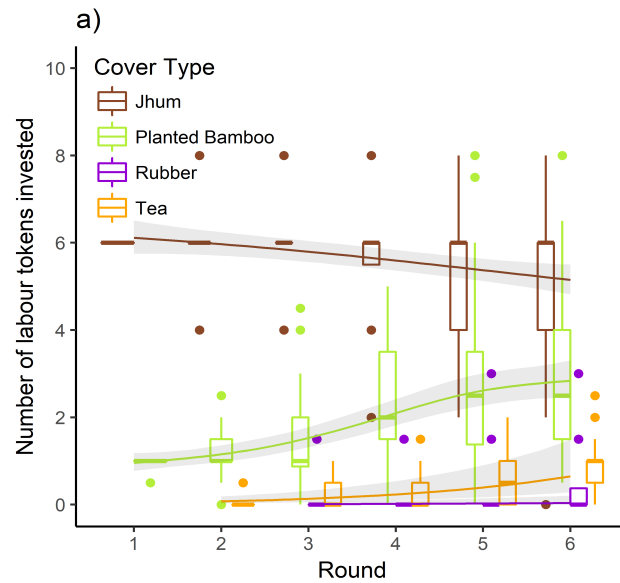 a)
Number of labour tokens invested
10
8
6
4
2
0
Cover Type
Jhum
Planted Bamboo
Rubber
Tea
1 2 3 4 5 6
Round